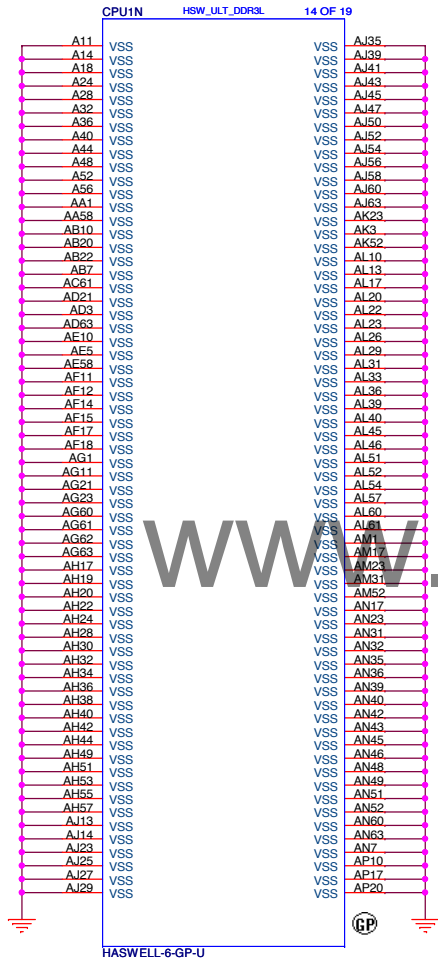 CPU1N HSW_ULT_DDR3L 14 OF 19
A11 VSS VSS AJ35
A14 VSS VSS AJ39
A18 VSS VSS AJ41
A24 VSS VSS AJ43
A28 VSS VSS AJ45
A32 VSS VSS AJ47
A36 VSS VSS AJ50
A40 VSS VSS AJ52
A44 VSS VSS AJ54
A48 VSS VSS AJ56
A52 VSS VSS AJ58
A56 VSS VSS AJ60
AA1 VSS VSS AJ63
AA58 VSS VSS AK23
AB10 VSS VSS AK3
AB20 VSS VSS AK52
AB22 VSS VSS AL10
AB7 VSS VSS AL13
AC61 VSS VSS AL17
AD21 VSS VSS AL20
AD3 VSS VSS AL22
AD63 VSS VSS AL23
AE10 VSS VSS AL26
AE5 VSS VSS AL29
AE58 VSS VSS AL31
AF11 VSS VSS AL33
AF12 VSS VSS AL36
AF14 VSS VSS AL39
AF15 VSS VSS AL40
AF17 VSS VSS AL45
AF18 VSS VSS AL46
AG1 VSS VSS AL51
AG11 VSS VSS AL52
AG21 VSS VSS AL54
AG23 VSS VSS AL57
AG60 VSS VSS AL60
AG61 VSS VSS AL61
AG62 VSS VSS AM1
AG63 VSS VSS AM17
AH17 VSS VSS AM23
AH19 VSS VSS AM31
AH20 VSS VSS AM52
AH22 VSS VSS AN17
AH24 VSS VSS AN23
AH28 VSS VSS AN31
AH30 VSS VSS AN32
AH32 VSS VSS AN35
AH34 VSS VSS AN36
AH36 VSS VSS AN39
AH38 VSS VSS AN40
AH40 VSS VSS AN42
AH42 VSS VSS AN43
AH44 VSS VSS AN45
AH49 VSS VSS AN46
AH51 VSS VSS AN48
AH53 VSS VSS AN49
AH55 VSS VSS AN51
AH57 VSS VSS AN52
AJ13 VSS VSS AN60
AJ14 VSS VSS AN63
AJ23 VSS VSS AN7
AJ25 VSS VSS AP10
AJ27 VSS VSS AP17
AJ29 VSS VSS AP20
www.
GP
HASWELL-6-GP-U